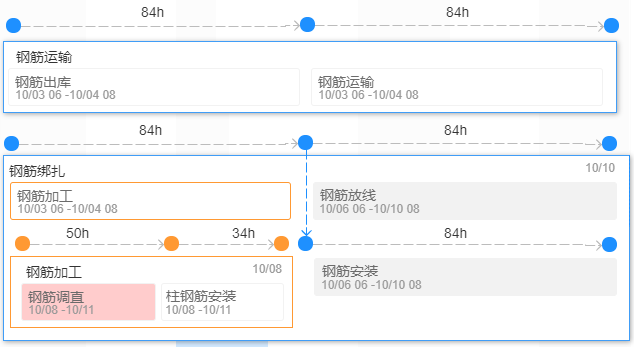 84h 84h
钢筋运输
钢筋出库 钢筋运输
10/03 06 -10/04 08 10/03 06 -10/04 08
84h 84h
钢筋绑扎 10/10
钢筋加工 钢筋放线
10/03 06 -10/04 08 10/06 06 -10/10 08
50h 34h 84h
钢筋加工 10/08 钢筋安装
10/06 06 -10/10 08
钢筋调直 柱钢筋安装
10/08 -10/11 10/08 -10/11